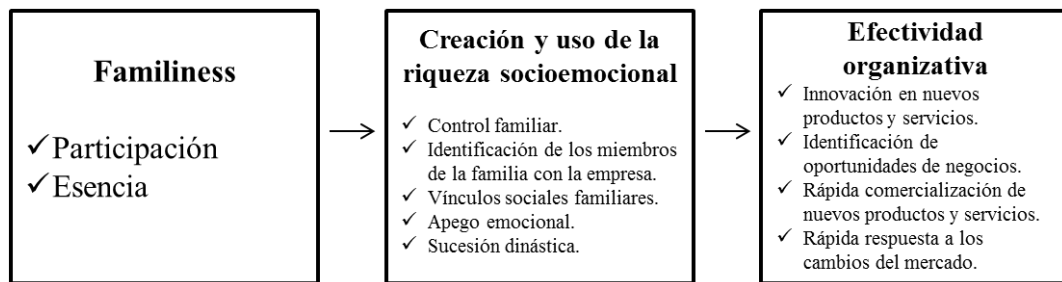 Familiness
✓ Participación
✓ Esencia
Creación y uso de la
riqueza socioemocional
✓ Control familiar.
✓ Identificación de los miembros
de la familia con la empresa.
✓ Vínculos sociales familiares.
✓ Apego emocional.
✓ Sucesión dinástica.
Efectividad
organizativa
✓ Innovación en nuevos
productos y servicios.
✓ Identificación de
oportunidades de negocios.
✓ Rápida comercialización de
nuevos productos y servicios.
✓ Rápida respuesta a los
cambios del mercado.